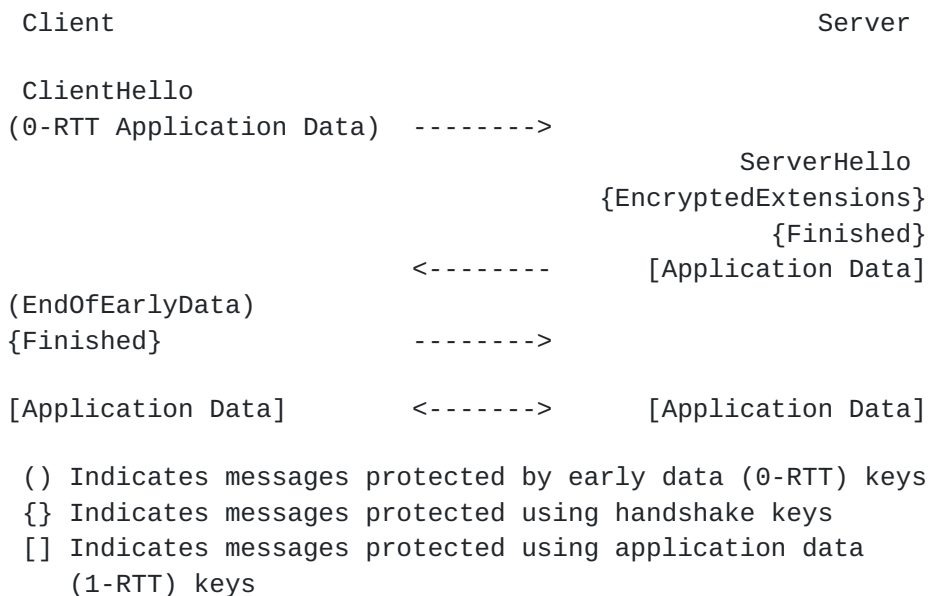 Client                                             Server

 ClientHello
(0-RTT Application Data)  -------->
                                               ServerHello
                                      {EncryptedExtensions}
                                                 {Finished}
                          <--------      [Application Data]
(EndOfEarlyData)
{Finished}                -------->

[Application Data]        <------->      [Application Data]

 () Indicates messages protected by early data (0-RTT) keys
 {} Indicates messages protected using handshake keys
 [] Indicates messages protected using application data
    (1-RTT) keys